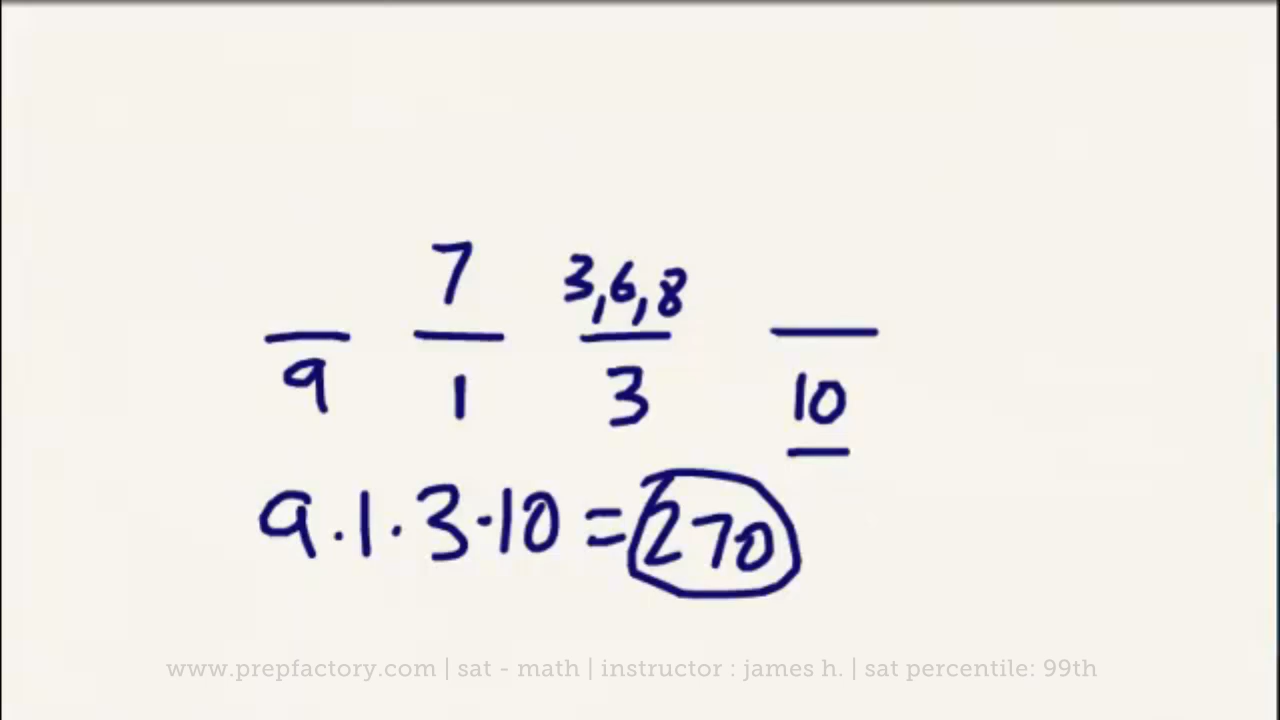 7 3,6,8
9 1 3 10
9·1·3·10 = 270
www.prepfactory.com | sat - math | instructor : james h. | sat percentile: 99th